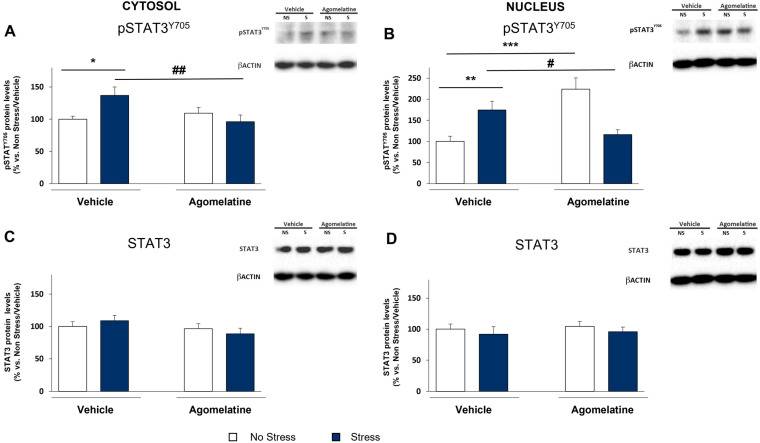 CYTOSOL
A
pSTAT3Y705
Vehicle Agomelatine
NS S NS S
pSTAT3Y705
βACTIN
pSTATY705 protein levels
(% vs. Non Stress/Vehicle)
150
100
50
0
*
##
Vehicle Agomelatine
NUCLEUS
B
pSTAT3Y705
Vehicle Agomelatine
NS S NS S
pSTAT3Y705
βACTIN
pSTATY705 protein levels
(% vs. Non Stress/Vehicle)
250
200
150
100
50
0
***
#
**
Vehicle Agomelatine
C
STAT3
Vehicle Agomelatine
NS S NS S
STAT3
βACTIN
STAT3 protein levels
(% vs. Non Stress/Vehicle)
150
100
50
0
Vehicle Agomelatine
D
STAT3
Vehicle Agomelatine
NS S NS S
STAT3
βACTIN
STAT3 protein levels
(% vs. Non Stress/Vehicle)
150
100
50
0
Vehicle Agomelatine
No Stress Stress